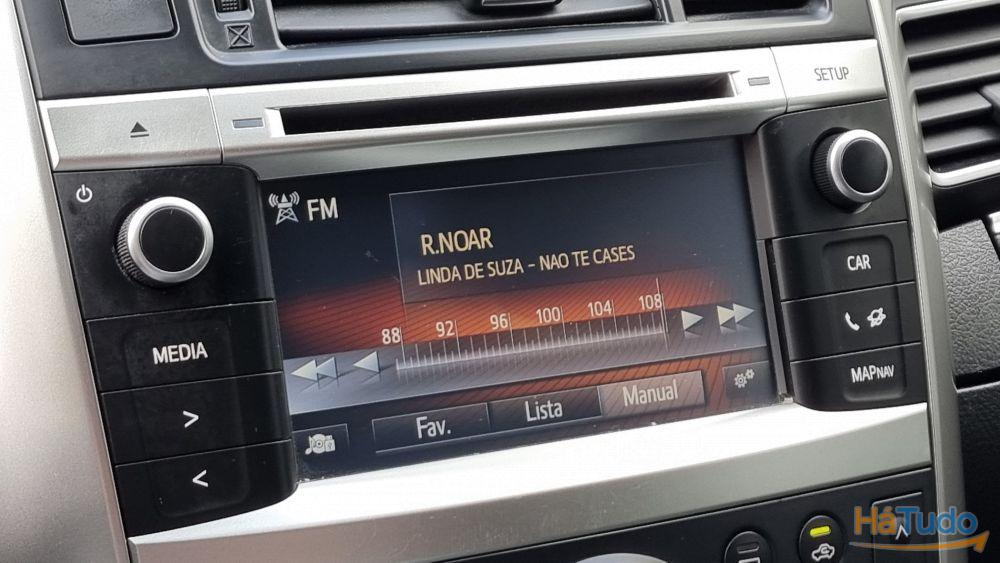 SETUP
FM
R.NOAR
LINDA DE SUZA - NAO TE CASES
88 92 96 100 104 108
MEDIA
>
<
CAR
MAPNAV
Fav. Lista Manual
HáTudo